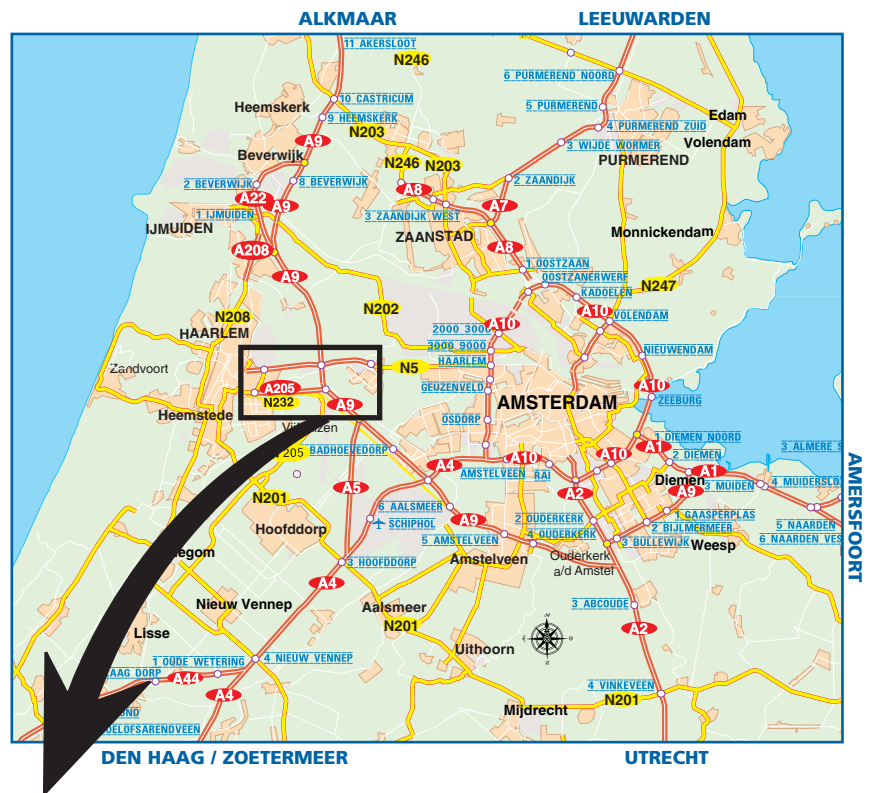 ALKMAAR
LEEUWARDEN
11 AKERSLOOT
N246
6 PURMEREND NOORD
10 CASTRICUM
Heemskerk
5 PURMEREND
9 HEEMSKERK
Edam
N203
4 PURMEREND ZUID
A9
3 WIJDE WORMER
Volendam
Beverwijk
PURMEREND
N246
N203
2 BEVERWIJK
8 BEVERWIJK
2 ZAANDIJK
A8
A22
A9
A7
1 IJMUIDEN
3 ZAANDIJK WEST
IJMUIDEN
ZAANSTAD
Monnickendam
A208
A8
A9
1 OOSTZAAN
OOSTZANERWERF
N247
KADOELEN
N202
N208
A10
VOLENDAM
HAARLEM
2000 3000
A10
3000 9000
NIEUWENDAM
Zandvoort
N5
HAARLEM
A205
GEUZENVELD
A10
N232
A9
AMSTERDAM
ZEEBURG
Heemstede
OSDORP
1 DIEMEN NOORD
205
BADHOEVEDORP
A1
3 ALMERE S
A10
A10
2 DIEMEN
A4
AMSTELVEEN
RAI
A1
Diemen
4 MUIDERSLO
A5
A2
A9
3 MUIDEN
N201
6 AALSMEER
1 GAASPERPLAS
SCHIPHOL
A9
2 OUDERKERK
2 BIJLMERMEER
5 NAARDEN
Hoofddorp
5 AMSTELVEEN
4 OUDERKERK
3 BULLEWIJK
Weesp
6 NAARDEN VES
egom
Amstelveen
Ouderkerk
a/d Amstel
3 HOOFDDORP
A4
Nieuw Vennep
Aalsmeer
3 ABCOUDE
N201
A2
Lisse
Uithoorn
1 OUDE WETERING
4 NIEUW VENNEP
AAG DORP
A44
4 VINKEVEEN
A4
N201
OND
Mijdrecht
OELOFSARENDVEEN
AMERSFOORT
DEN HAAG / ZOETERMEER
UTRECHT